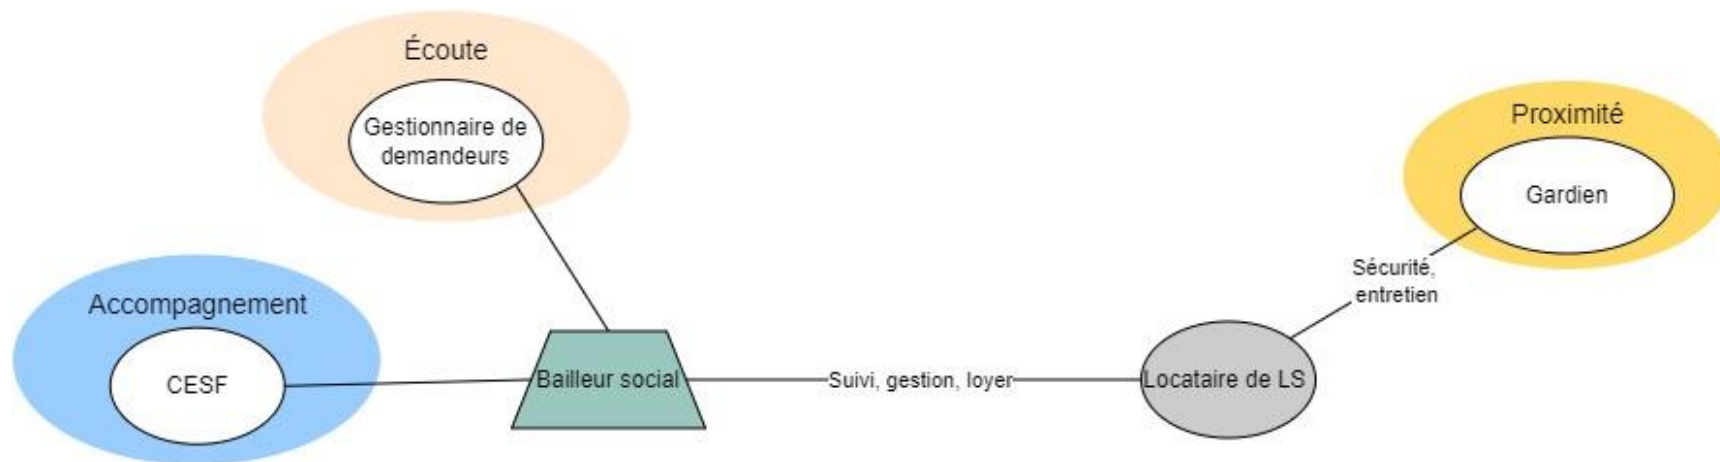 Écoute
Gestionnaire de
demandeurs
Proximité
Gardien
Sécurité,
entretien
Accompagnement
CESF
Bailleur social
Suivi, gestion, loyer
Locataire de LS